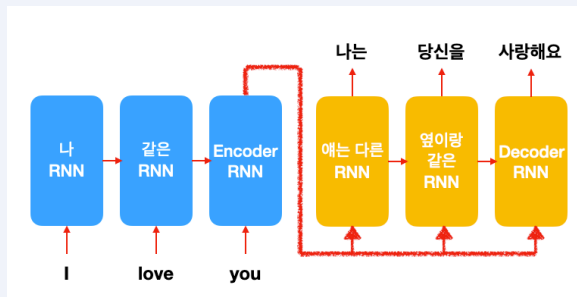 나는 당신을 사랑해요
나
RNN
같은
RNN
Encoder
RNN
얘는 다른
RNN
옆이랑
같은
RNN
Decoder
RNN
I love you